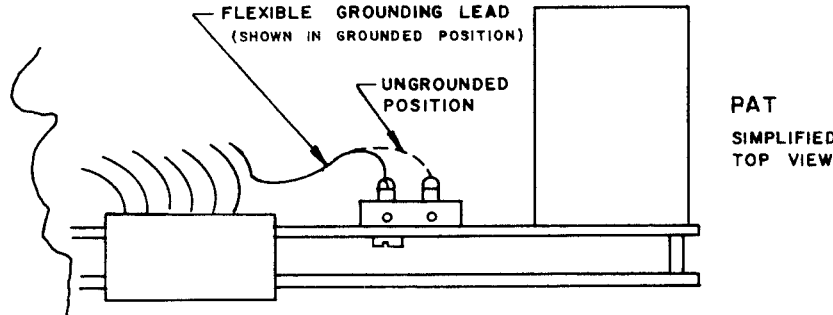 FLEXIBLE GROUNDING LEAD
(SHOWN IN GROUNDED POSITION)
UNGROUNDED
POSITION
PAT
SIMPLIFIED
TOP VIEW